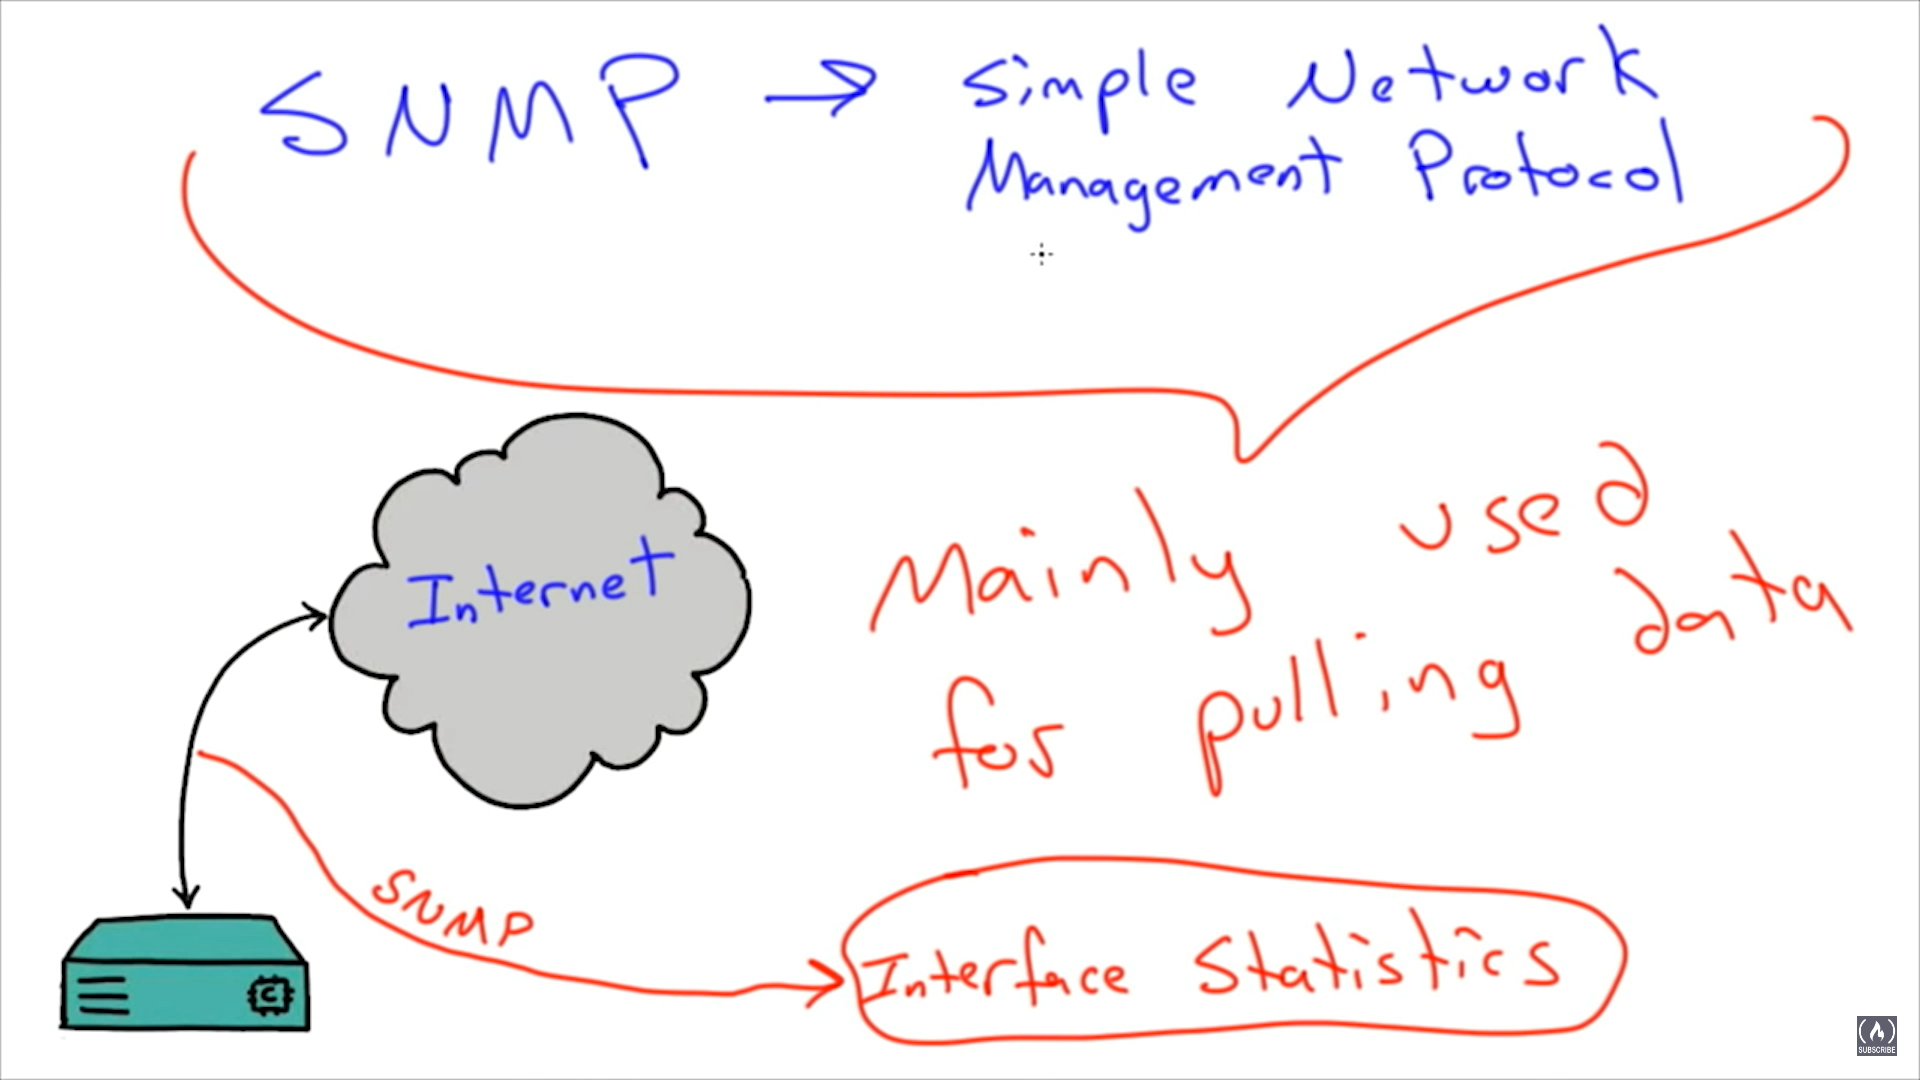 SNMP → Simple Network
Management Protocol
Internet
Mainly used
for pulling data
SNMP
Interface Statistics
C
SUBSCRIBE